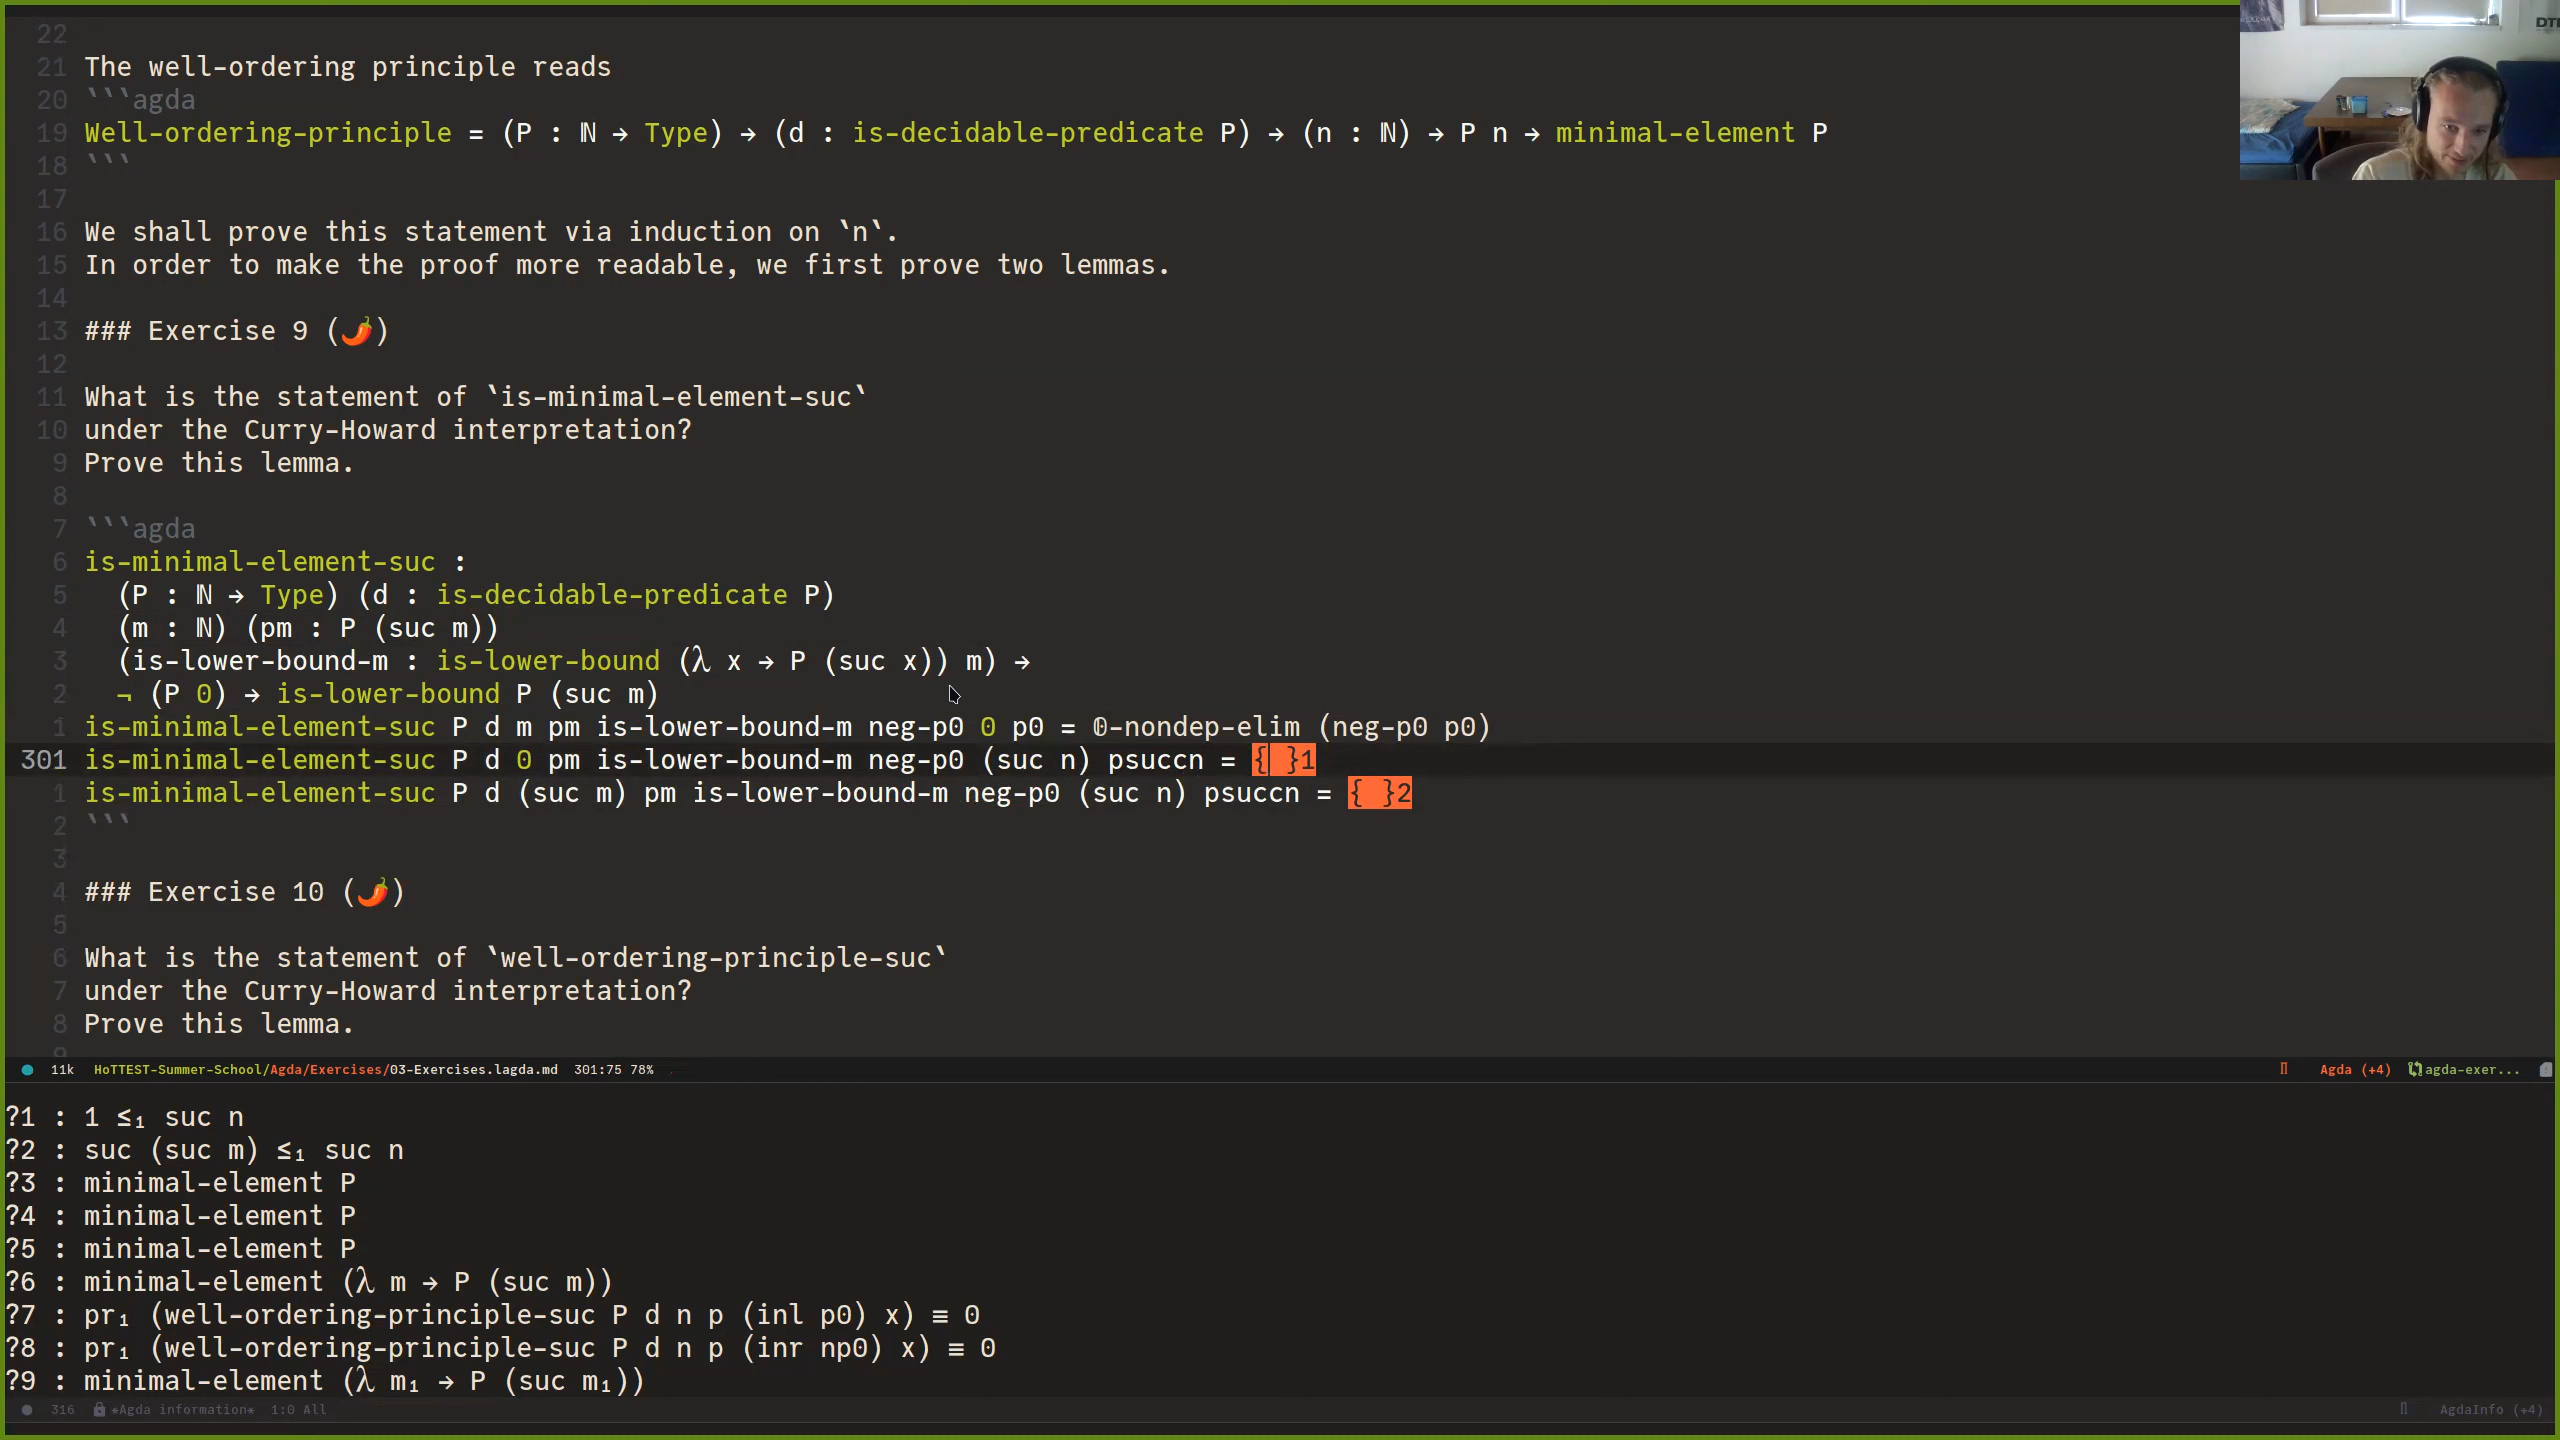 22
21 The well-ordering principle reads
20 ```agda
19 Well-ordering-principle = (P : ℕ → Type) → (d : is-decidable-predicate P) → (n : ℕ) → P n → minimal-element P
18 ```
17
16 We shall prove this statement via induction on `n`.
15 In order to make the proof more readable, we first prove two lemmas.
14
13 ### Exercise 9 (🌶)
12
11 What is the statement of `is-minimal-element-suc`
10 under the Curry-Howard interpretation?
9 Prove this lemma.
8
7 ```agda
6 is-minimal-element-suc :
5 (P : ℕ → Type) (d : is-decidable-predicate P)
4 (m : ℕ) (pm : P (suc m))
3 (is-lower-bound-m : is-lower-bound (λ x → P (suc x)) m) →
2 ¬ (P 0) → is-lower-bound P (suc m)
1 is-minimal-element-suc P d m pm is-lower-bound-m neg-p0 0 p0 = 𝟘-nondep-elim (neg-p0 p0)
301 is-minimal-element-suc P d 0 pm is-lower-bound-m neg-p0 (suc n) psuccn = { }1
1 is-minimal-element-suc P d (suc m) pm is-lower-bound-m neg-p0 (suc n) psuccn = { }2
2 ```
3
4 ### Exercise 10 (🌶)
5
6 What is the statement of `well-ordering-principle-suc`
7 under the Curry-Howard interpretation?
8 Prove this lemma.
9
11k HoTTEST-Summer-School/Agda/Exercises/03-Exercises.lagda.md 301:75 78% Agda (+4) agda-exer...
?1 : 1 ≤₁ suc n
?2 : suc (suc m) ≤₁ suc n
?3 : minimal-element P
?4 : minimal-element P
?5 : minimal-element P
?6 : minimal-element (λ m → P (suc m))
?7 : pr₁ (well-ordering-principle-suc P d n p (inl p0) x) ≡ 0
?8 : pr₁ (well-ordering-principle-suc P d n p (inr np0) x) ≡ 0
?9 : minimal-element (λ m₁ → P (suc m₁))
316 *Agda information* 1:0 All AgdaInfo (+4)